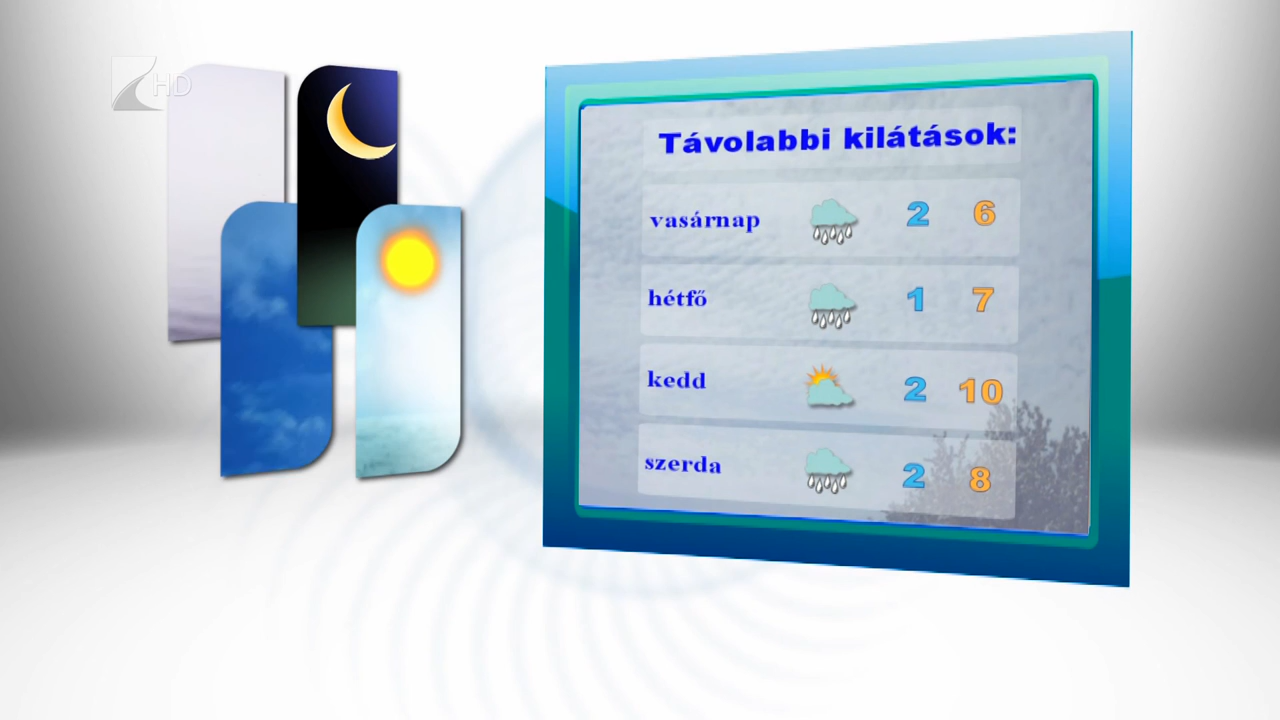 HD
Távolabbi kilátások:
vasárnap 2 6
hétfő 1 7
kedd 2 10
szerda 2 8